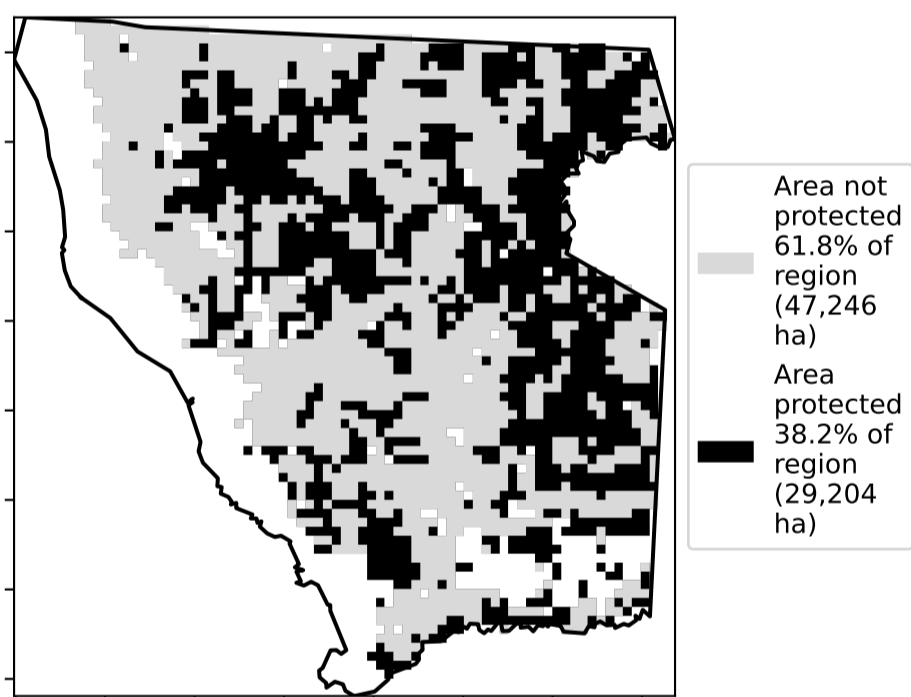 Area not
protected
61.8% of
region
(47,246
ha)
Area
protected
38.2% of
region
(29,204
ha)